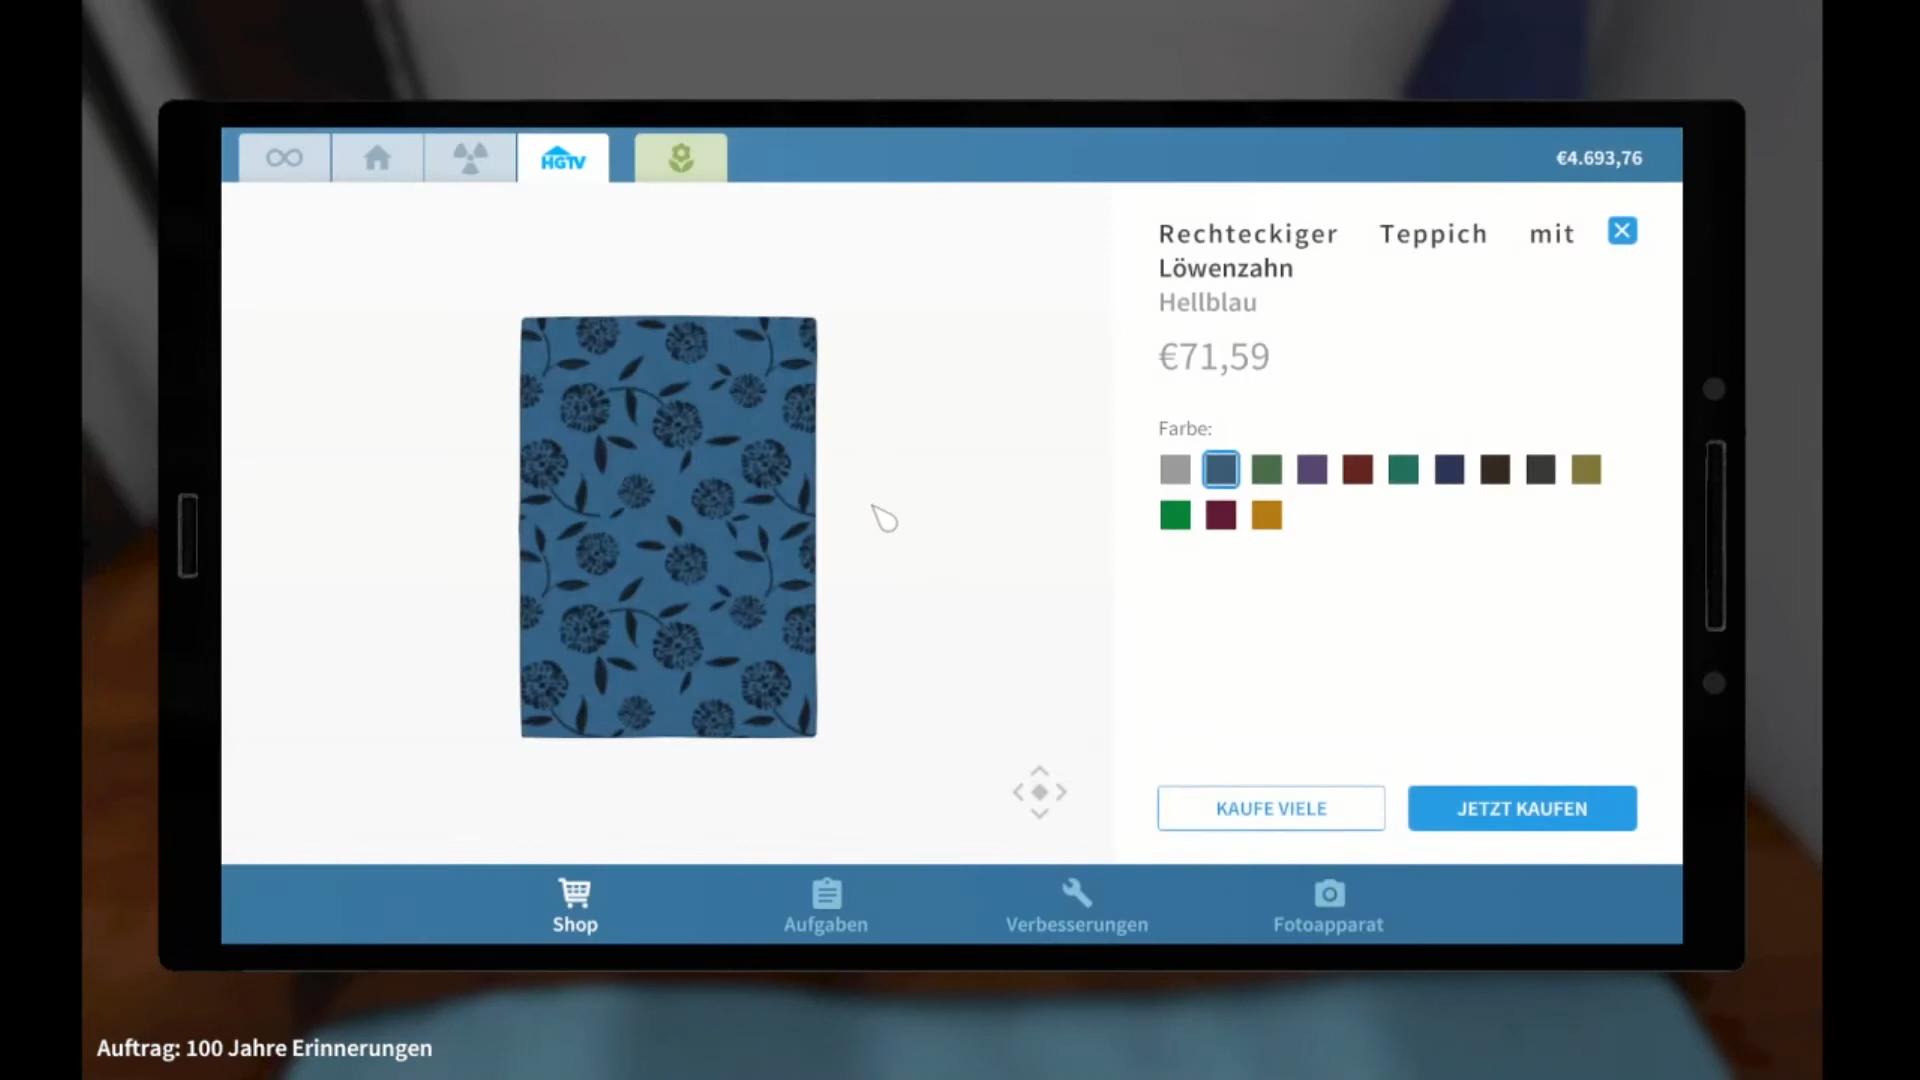 HGTV
€4.693,76
Rechteckiger Teppich mit
Löwenzahn
Hellblau
€71,59
Farbe:
KAUFE VIELE
JETZT KAUFEN
Shop
Aufgaben
Verbesserungen
Fotoapparat
Auftrag: 100 Jahre Erinnerungen